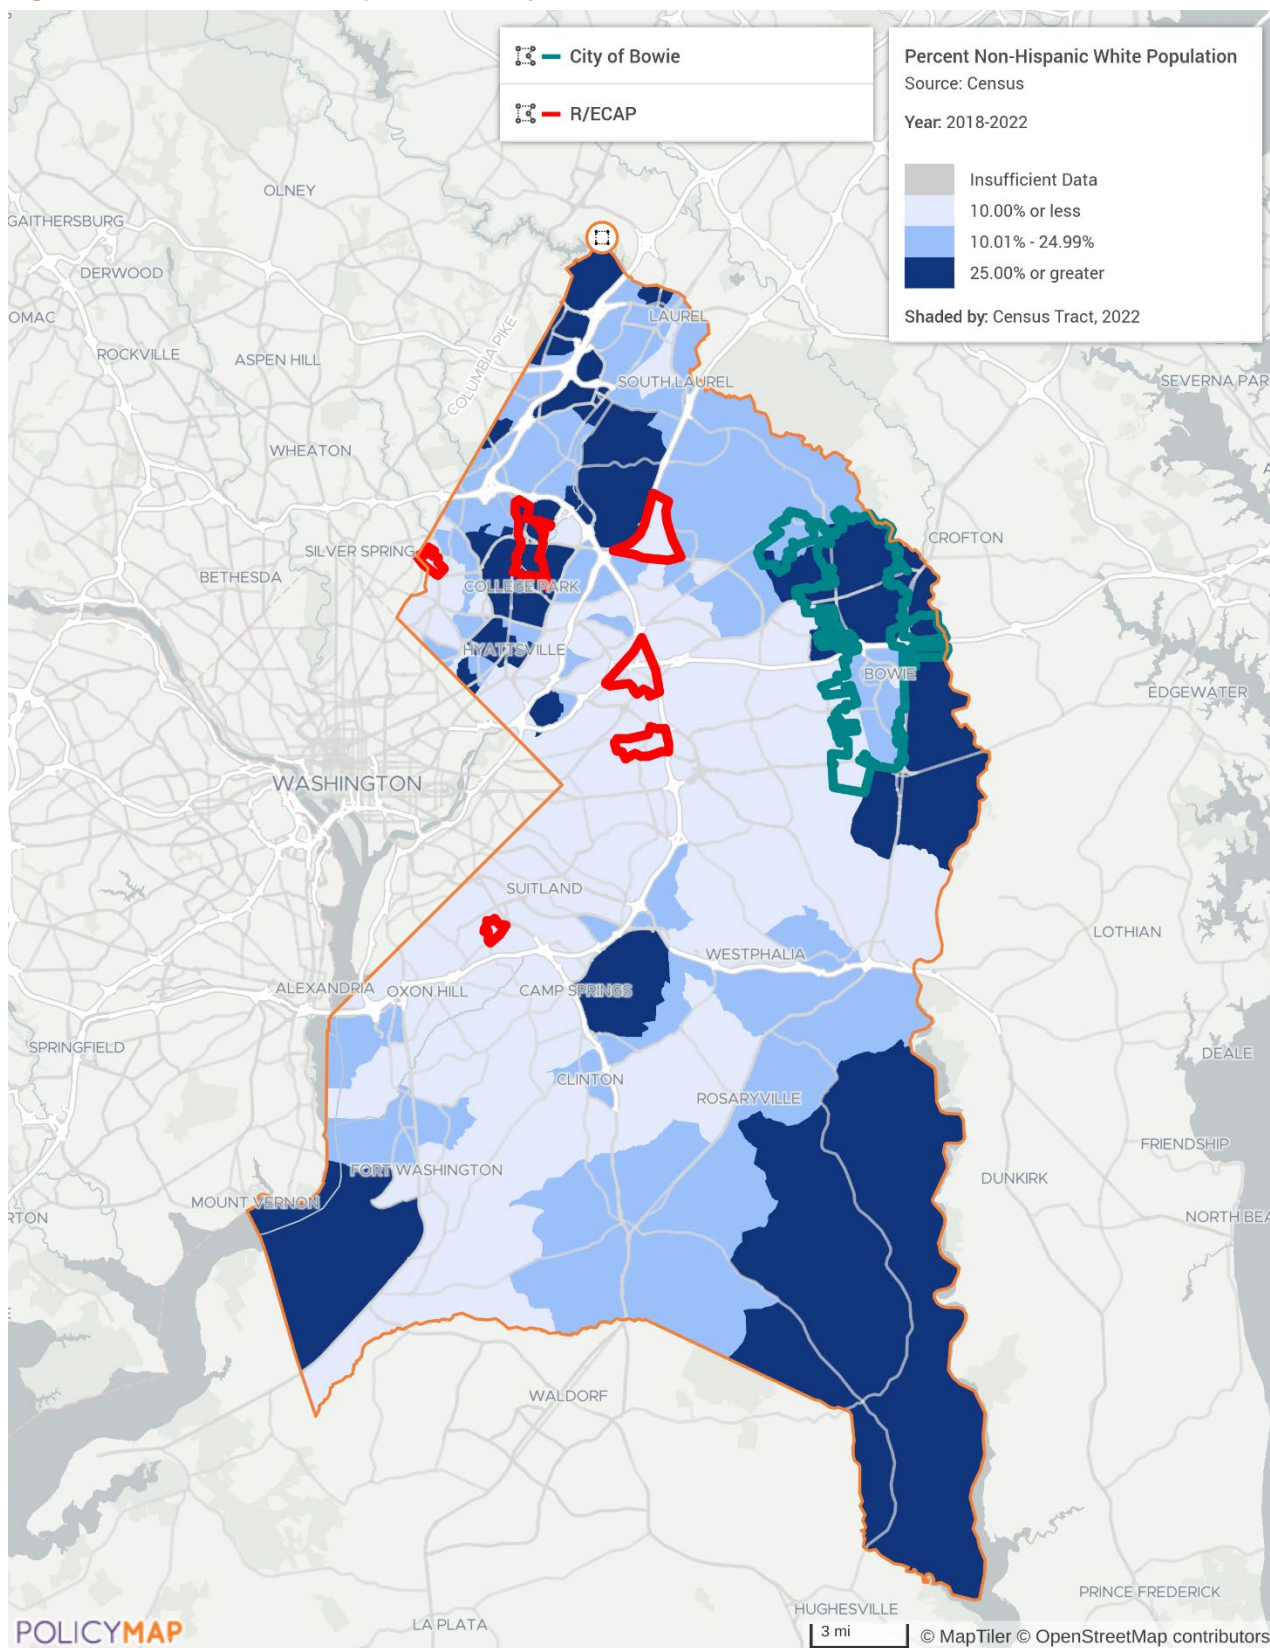 City of Bowie
R/ECAP
Percent Non-Hispanic White Population
Source: Census
Year: 2018-2022
Insufficient Data
10.00% or less
10.01% - 24.99%
25.00% or greater
Shaded by: Census Tract, 2022
OLNEY
GAITHERSBURG
DERWOOD
OMAC
ROCKVILLE
ASPEN HILL
COLUMBIA PIKE
LAUREL
SOUTH LAUREL
SEVERNA PAR
WHEATON
SILVER SPRING
BETHESDA
COLLEGE PARK
CROFTON
HYATTSVILLE
BOWIE
EDGEWATER
WASHINGTON
SUITLAND
LOTHIAN
WESTPHALIA
ALEXANDRIA
OXON HILL
CAMP SPRINGS
SPRINGFIELD
DEALE
CLINTON
ROSARYVILLE
FRIENDSHIP
FORT WASHINGTON
DUNKIRK
MOUNT VERNON
RTON
NORTH BEA
WALDORF
PRINCE FREDERICK
HUGHESVILLE
LA PLATA
POLICYMAP
3 mi
© MapTiler © OpenStreetMap contributors